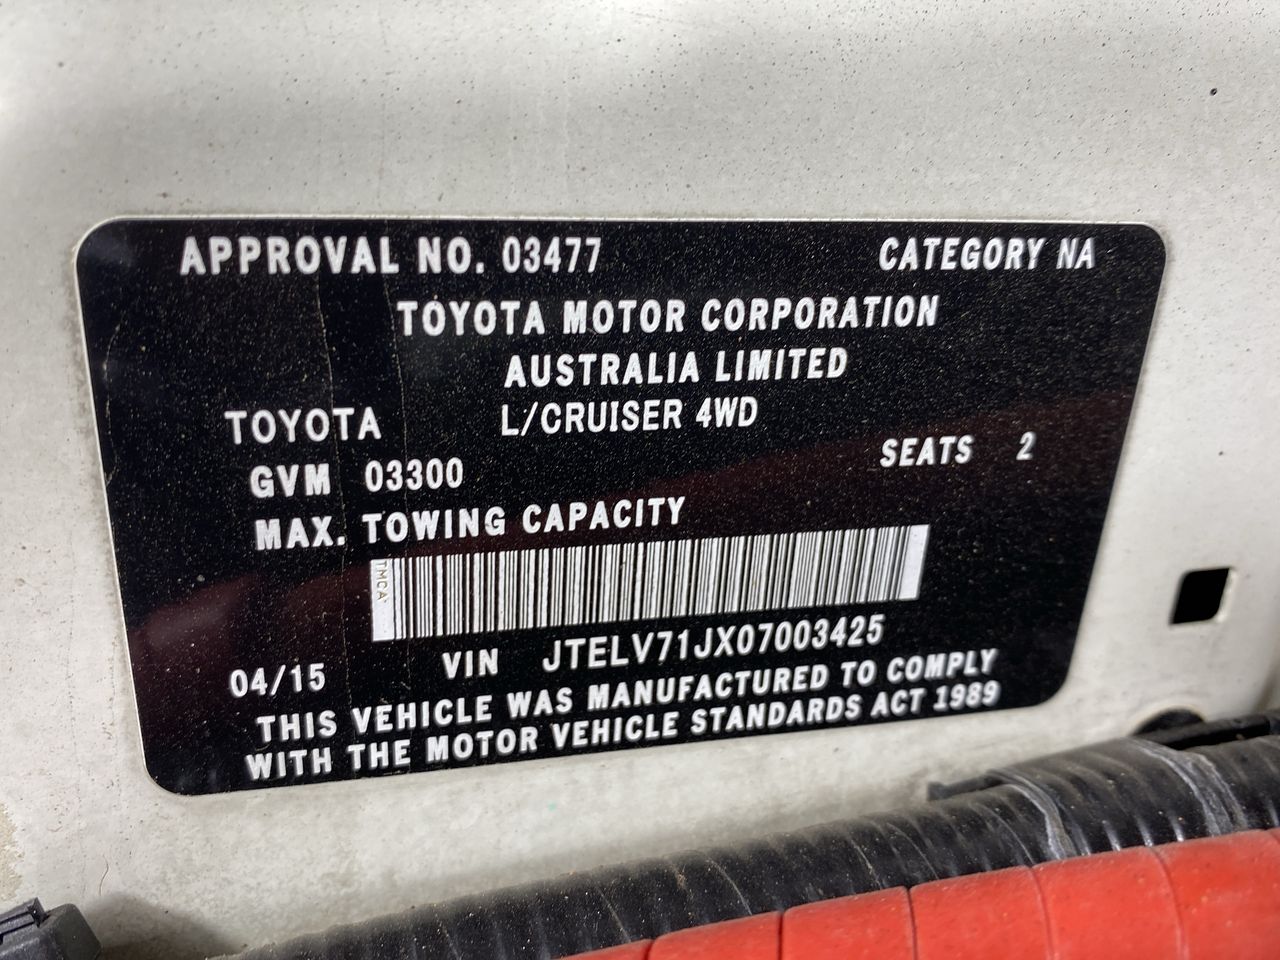 APPROVAL NO. 03477 CATEGORY NA
TOYOTA MOTOR CORPORATION
AUSTRALIA LIMITED
TOYOTA L/CRUISER 4WD
GVM 03300 SEATS 2
MAX. TOWING CAPACITY
TMCA
04/15 VIN JTELV71JX07003425
THIS VEHICLE WAS MANUFACTURED TO COMPLY
WITH THE MOTOR VEHICLE STANDARDS ACT 1989